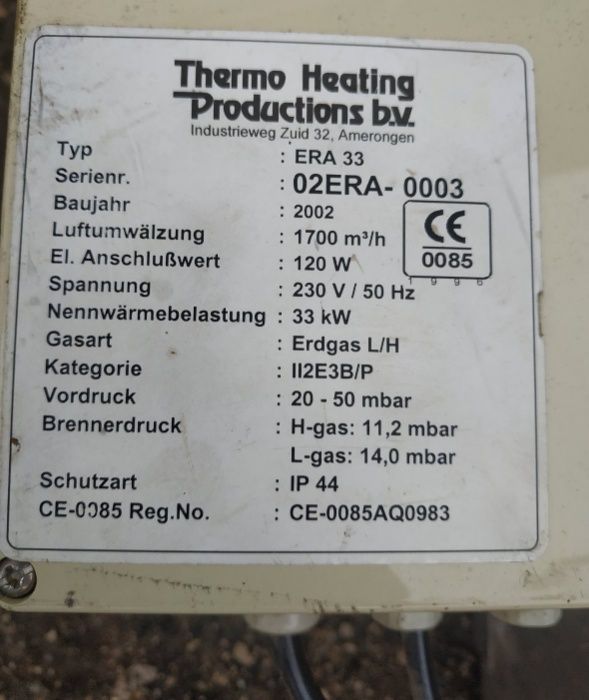 Thermo Heating
Productions b.v.
Industrieweg Zuid 32, Amerongen
Typ : ERA 33
Serienr. : 02ERA- 0003
Baujahr : 2002
Luftumwälzung : 1700 m³/h
El. Anschlußwert : 120 W
Spannung : 230 V / 50 Hz
Nennwärmebelastung : 33 kW
Gasart : Erdgas L/H
Kategorie : II2E3B/P
Vordruck : 20 - 50 mbar
Brennerdruck : H-gas: 11,2 mbar
L-gas: 14,0 mbar
Schutzart : IP 44
CE-0085 Reg.No. : CE-0085AQ0983
CE
0085
1996